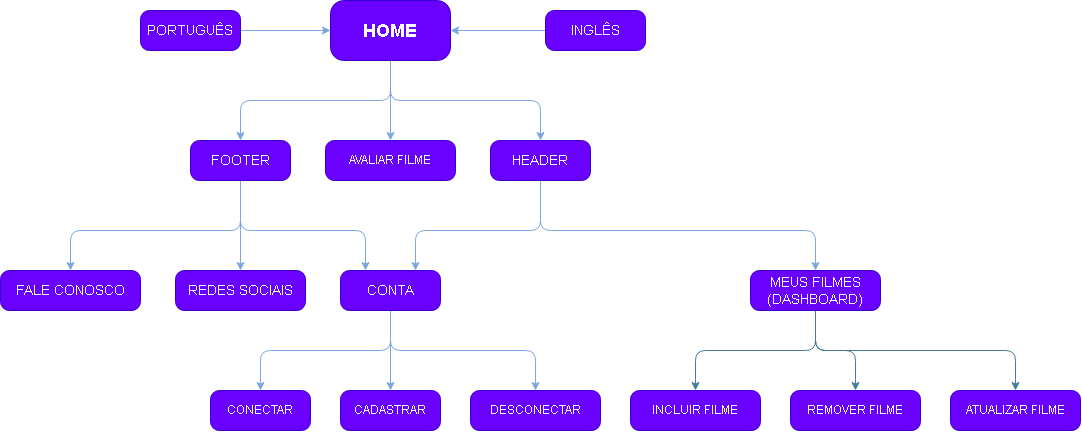 PORTUGUÊS
HOME
INGLÊS
FOOTER
AVALIAR FILME
HEADER
FALE CONOSCO
REDES SOCIAIS
CONTA
MEUS FILMES
(DASHBOARD)
CONECTAR
CADASTRAR
DESCONECTAR
INCLUIR FILME
REMOVER FILME
ATUALIZAR FILME